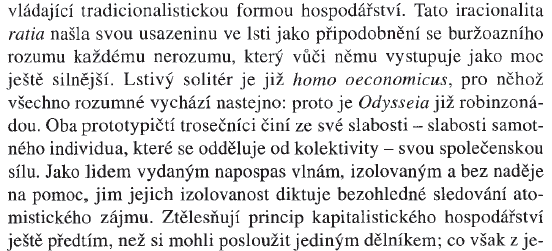 vládající tradicionalistickou formou hospodářství. Tato iracionalita
ratia našla svou usazeninu ve lsti jako připodobnění se buržoazního
rozumu každému nerozumu, který vůči němu vystupuje jako moc
ještě silnější. Lstivý solitér je již homo oeconomicus, pro něhož
všechno rozumné vychází nastejno: proto je Odysseia již robinzoná-
dou. Oba prototypičtí trosečníci činí ze své slabosti – slabosti samot-
ného individua, které se odděluje od kolektivity – svou společenskou
sílu. Jako lidem vydaným napospas vlnám, izolovaným a bez naděje
na pomoc, jim jejich izolovanost diktuje bezohledné sledování ato-
mistického zájmu. Ztělesňují princip kapitalistického hospodářství
ještě předtím, než si mohli posloužit jediným dělníkem; co však z je-